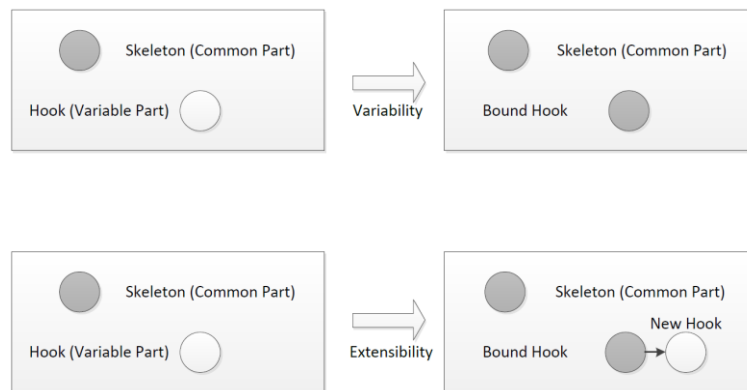 Skeleton (Common Part)
Hook (Variable Part)
Variability
Skeleton (Common Part)
Bound Hook
Skeleton (Common Part)
Hook (Variable Part)
Extensibility
Skeleton (Common Part)
New Hook
Bound Hook